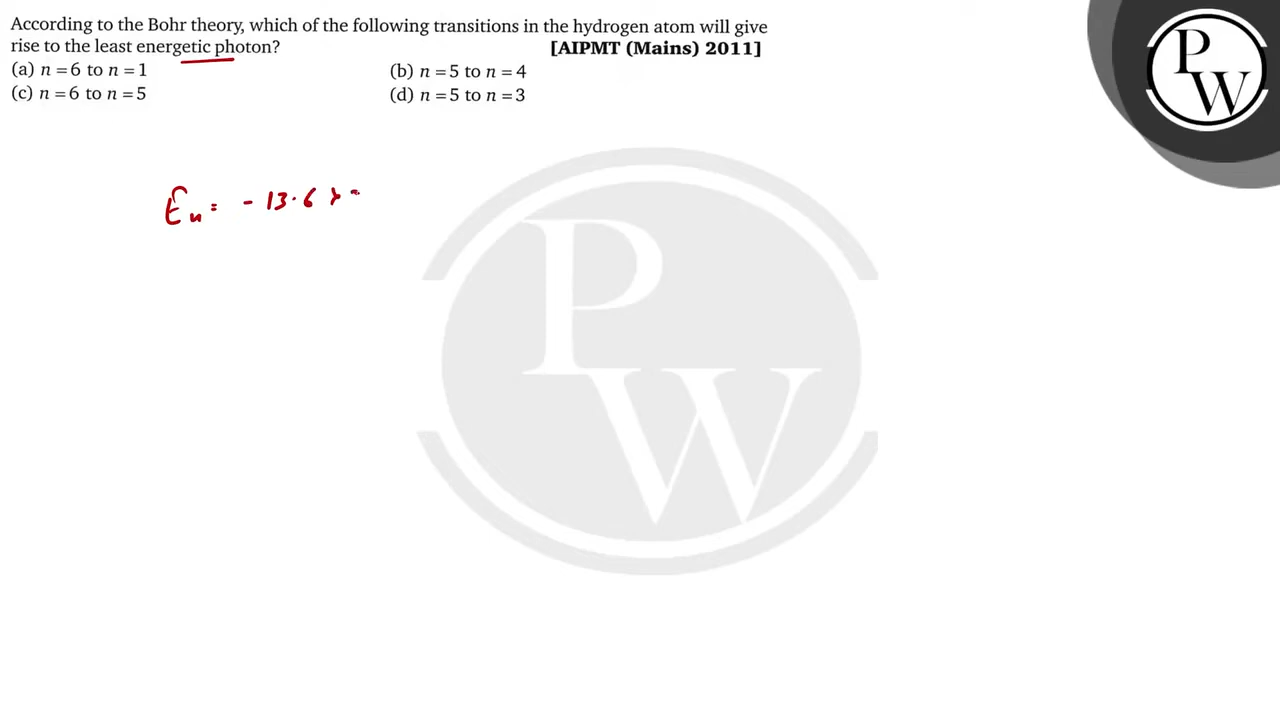 According to the Bohr theory, which of the following transitions in the hydrogen atom will give
rise to the least energetic photon? [AIPMT (Mains) 2011]
(a) n = 6 to n = 1 (b) n = 5 to n = 4
(c) n = 6 to n = 5 (d) n = 5 to n = 3
Eₙ = - 13.6 ×
P
W
P
W